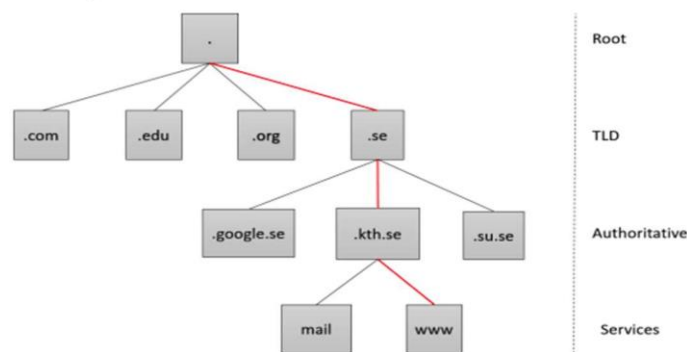 .
Root
.com
.edu
.org
.se
TLD
.google.se
.kth.se
.su.se
Authoritative
mail
www
Services